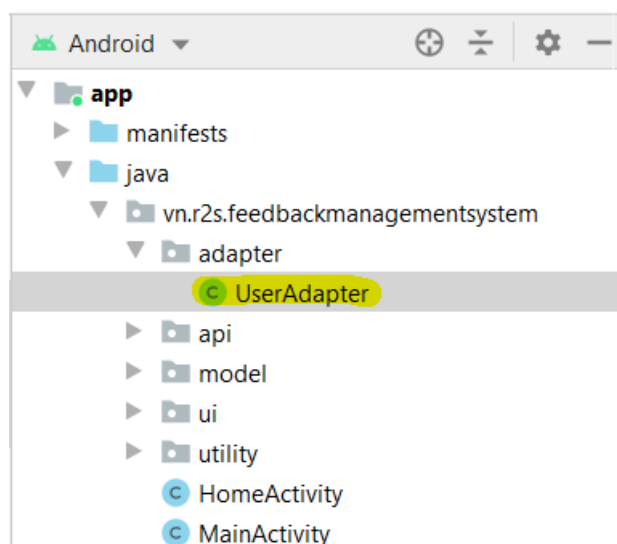 Android
app
manifests
java
vn.r2s.feedbackmanagementsystem
adapter
C UserAdapter
api
model
ui
utility
C HomeActivity
C MainActivity